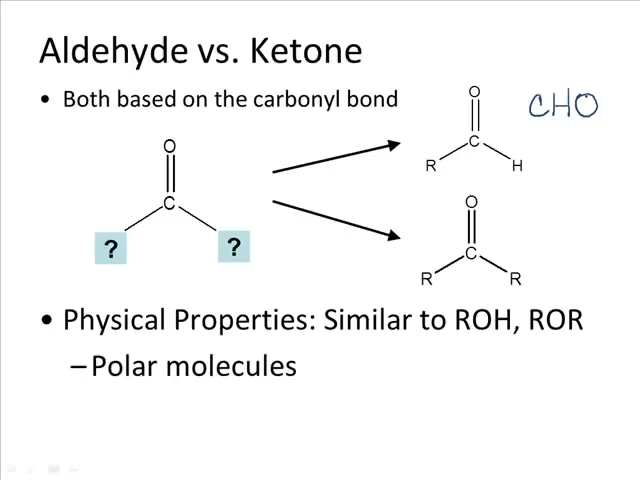 Aldehyde vs. Ketone
• Both based on the carbonyl bond
O
C
? ?
O
C
R H
CHO
O
C
R R
• Physical Properties: Similar to ROH, ROR
–Polar molecules